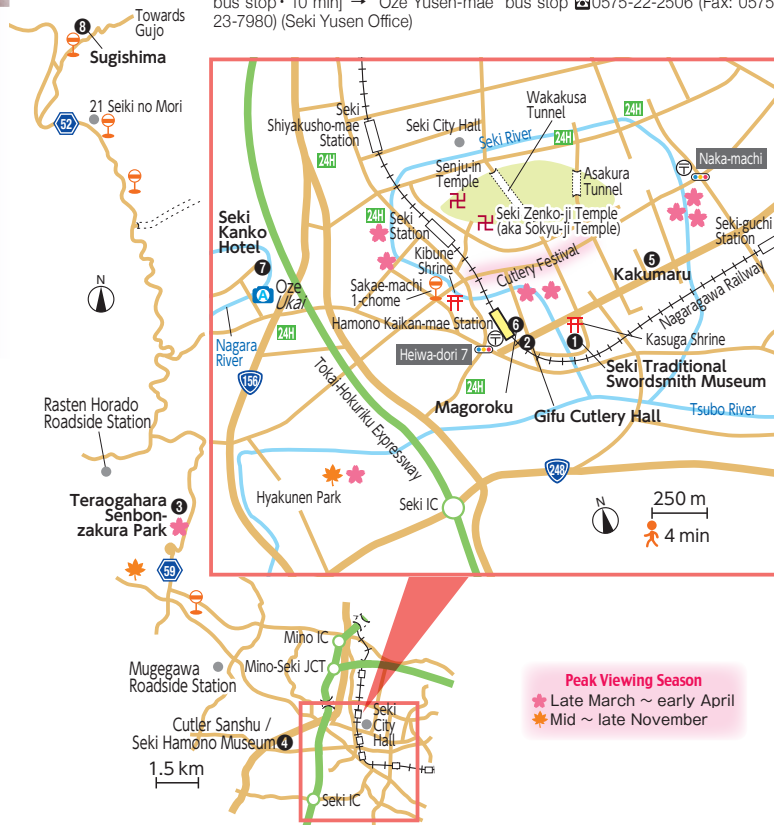 bus stop・10 min] → "Oze Yusen-mae" bus stop ☎0575-22-2506 (Fax: 0575
23-7980) (Seki Yusen Office)
Towards
Gujo
8
Sugishima
21 Seiki no Mori
52
N
Rasten Horado
Roadside Station
Teraogahara
Senbon-
zakura Park
3
59
Mugegawa
Roadside Station
Mino IC
Mino-Seki JCT
Cutler Sanshu /
Seki Hamono Museum
4
Seki
City
Hall
1.5 km
Seki IC
Seki
Shiyakusho-mae
Station
24H
Seki City Hall
Seki River
Wakakusa
Tunnel
24H
24H
Senju-in
Temple
Asakura
Tunnel
〒
Naka-machi
Seki Zenko-ji Temple
(aka Sokyu-ji Temple)
24H
Seki
Station
Seki-guchi
Station
Seki
Kanko
Hotel
7
Kibune
Shrine
Cutlery Festival
5
Kakumaru
Oze
Ukai
Sakae-machi
1-chome
Nagaragawa Railway
Nagara
River
24H
Hamono Kaikan-mae Station
6
2
1
Kasuga Shrine
〒
Heiwa-dori 7
Seki Traditional
Swordsmith Museum
156
Tokai-Hokuriku Expressway
24H
Magoroku
Gifu Cutlery Hall
Tsubo River
Hyakunen Park
Seki IC
248
N
250 m
4 min
Peak Viewing Season
Late March ~ early April
Mid ~ late November